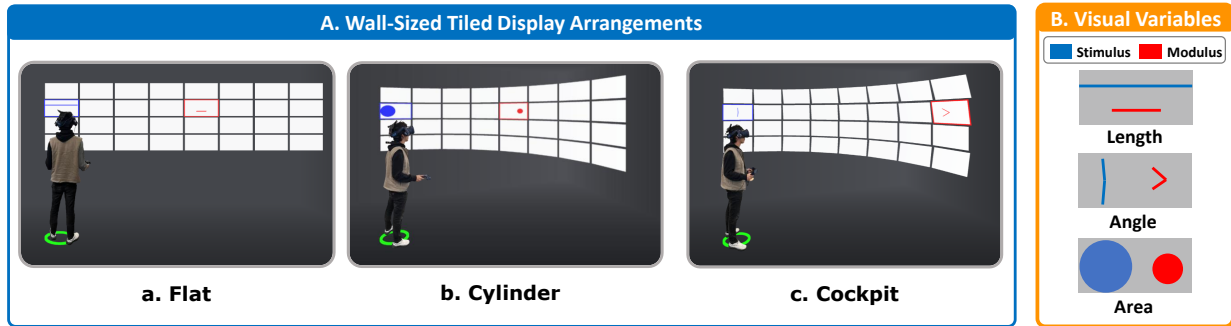 A. Wall-Sized Tiled Display Arrangements
a. Flat
b. Cylinder
c. Cockpit
B. Visual Variables
Stimulus Modulus
Length
Angle
Area